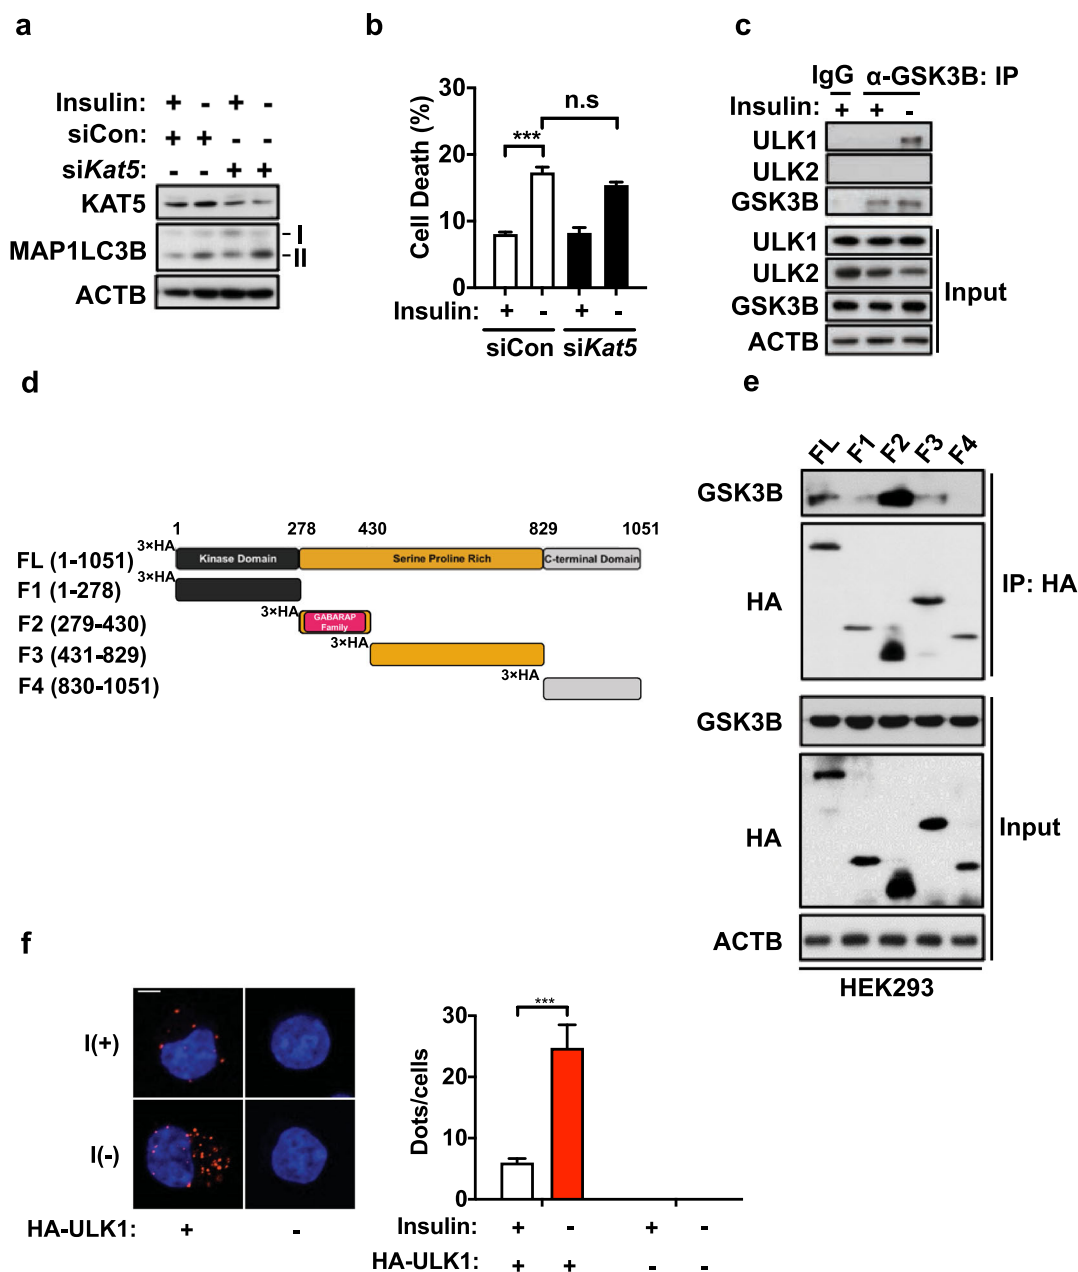 a
Insulin: + - + -
siCon: + + - -
siKat5: - - + +
KAT5
MAP1LC3B
I
II
ACTB
b
Cell Death (%)
30
20
10
0
***
n.s
Insulin: + - + -
siCon siKat5
c
IgG α-GSK3B: IP
Insulin: + + -
ULK1
ULK2
GSK3B
ULK1
ULK2
GSK3B
ACTB
Input
d
1 278 430 829 1051
3×HA
FL (1-1051) Kinase Domain Serine Proline Rich C-terminal Domain
3×HA
F1 (1-278)
3×HA
F2 (279-430) GABARAP Family
3×HA
F3 (431-829)
3×HA
F4 (830-1051)
e
FL F1 F2 F3 F4
GSK3B
HA
IP: HA
GSK3B
HA
Input
ACTB
HEK293
f
I(+)
I(-)
HA-ULK1: + -
Dots/cells
30
20
10
0
***
Insulin: + - + -
HA-ULK1: + + - -